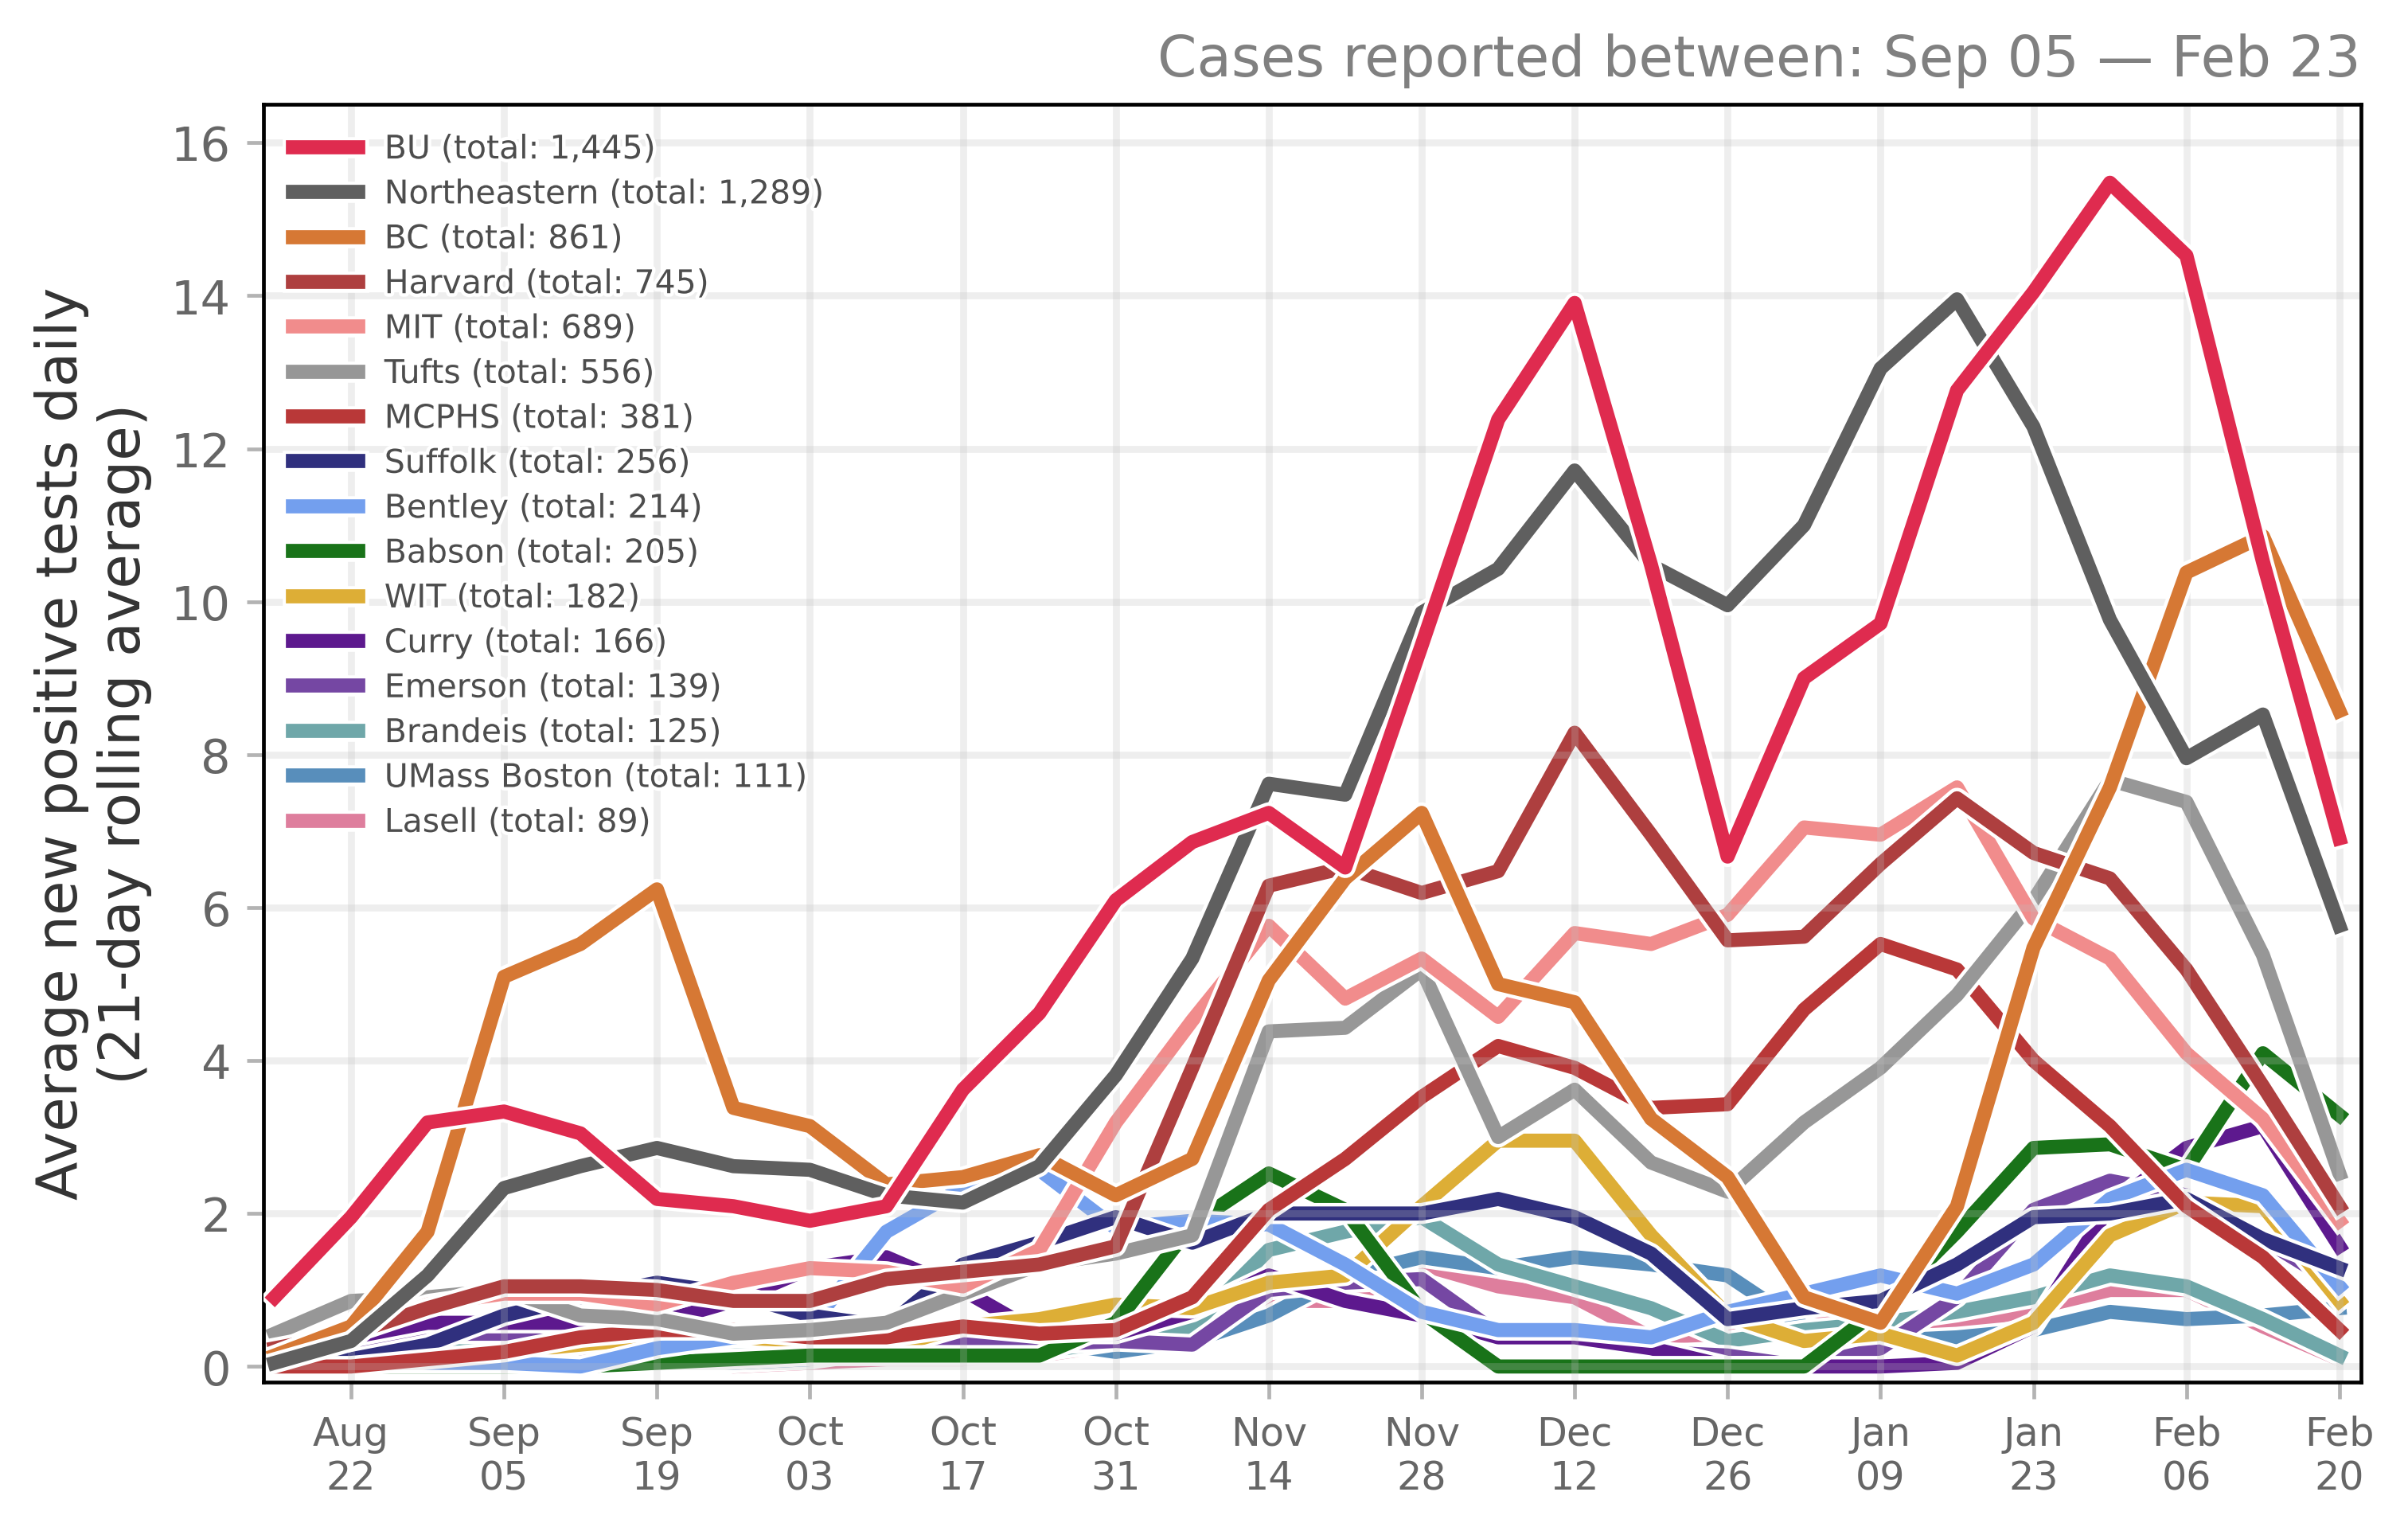 Cases reported between: Sep 05 — Feb 23
Average new positive tests daily
(21-day rolling average)
16
14
12
10
8
6
4
2
0
BU (total: 1,445)
Northeastern (total: 1,289)
BC (total: 861)
Harvard (total: 745)
MIT (total: 689)
Tufts (total: 556)
MCPHS (total: 381)
Suffolk (total: 256)
Bentley (total: 214)
Babson (total: 205)
WIT (total: 182)
Curry (total: 166)
Emerson (total: 139)
Brandeis (total: 125)
UMass Boston (total: 111)
Lasell (total: 89)
Aug Sep Sep Oct Oct Oct Nov Nov Dec Dec Jan Jan Feb Feb
22 05 19 03 17 31 14 28 12 26 09 23 06 20